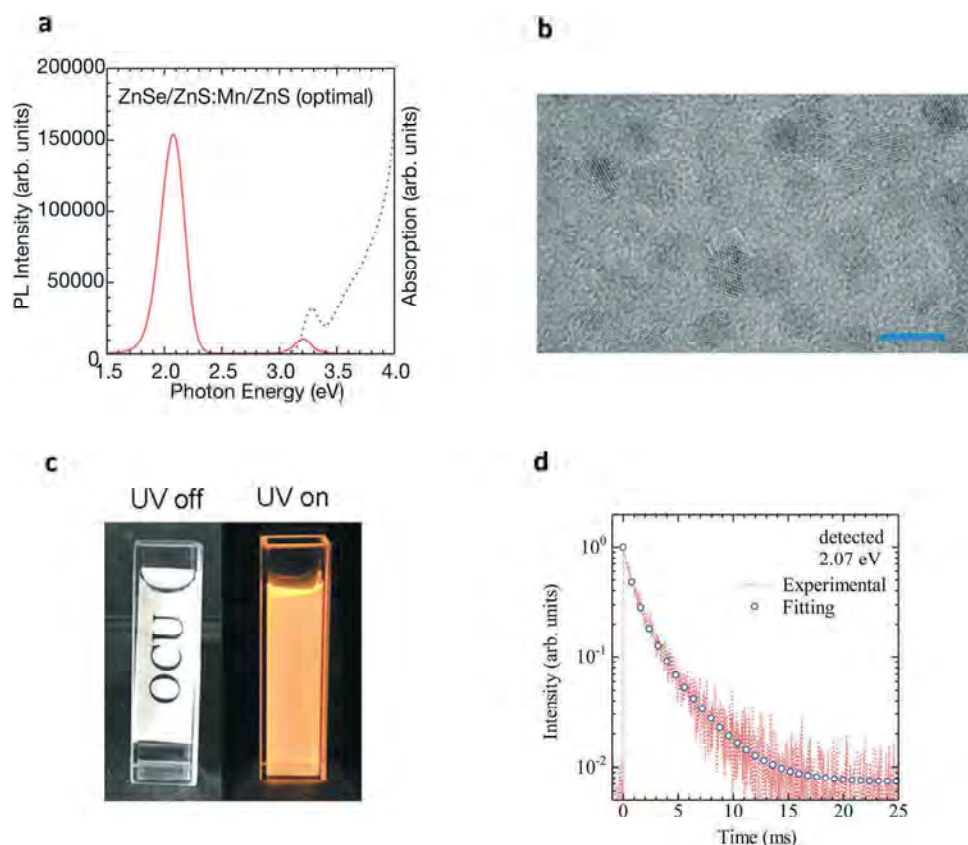 a
ZnSe/ZnS:Mn/ZnS (optimal)
PL Intensity (arb. units)
200000
150000
100000
50000
0
Absorption (arb. units)
1.5 2.0 2.5 3.0 3.5 4.0
Photon Energy (eV)
b
c
UV off UV on
OCU
d
detected
2.07 eV
Experimental
Fitting
Intensity (arb. units)
10⁰
10⁻¹
10⁻²
0 5 10 15 20 25
Time (ms)